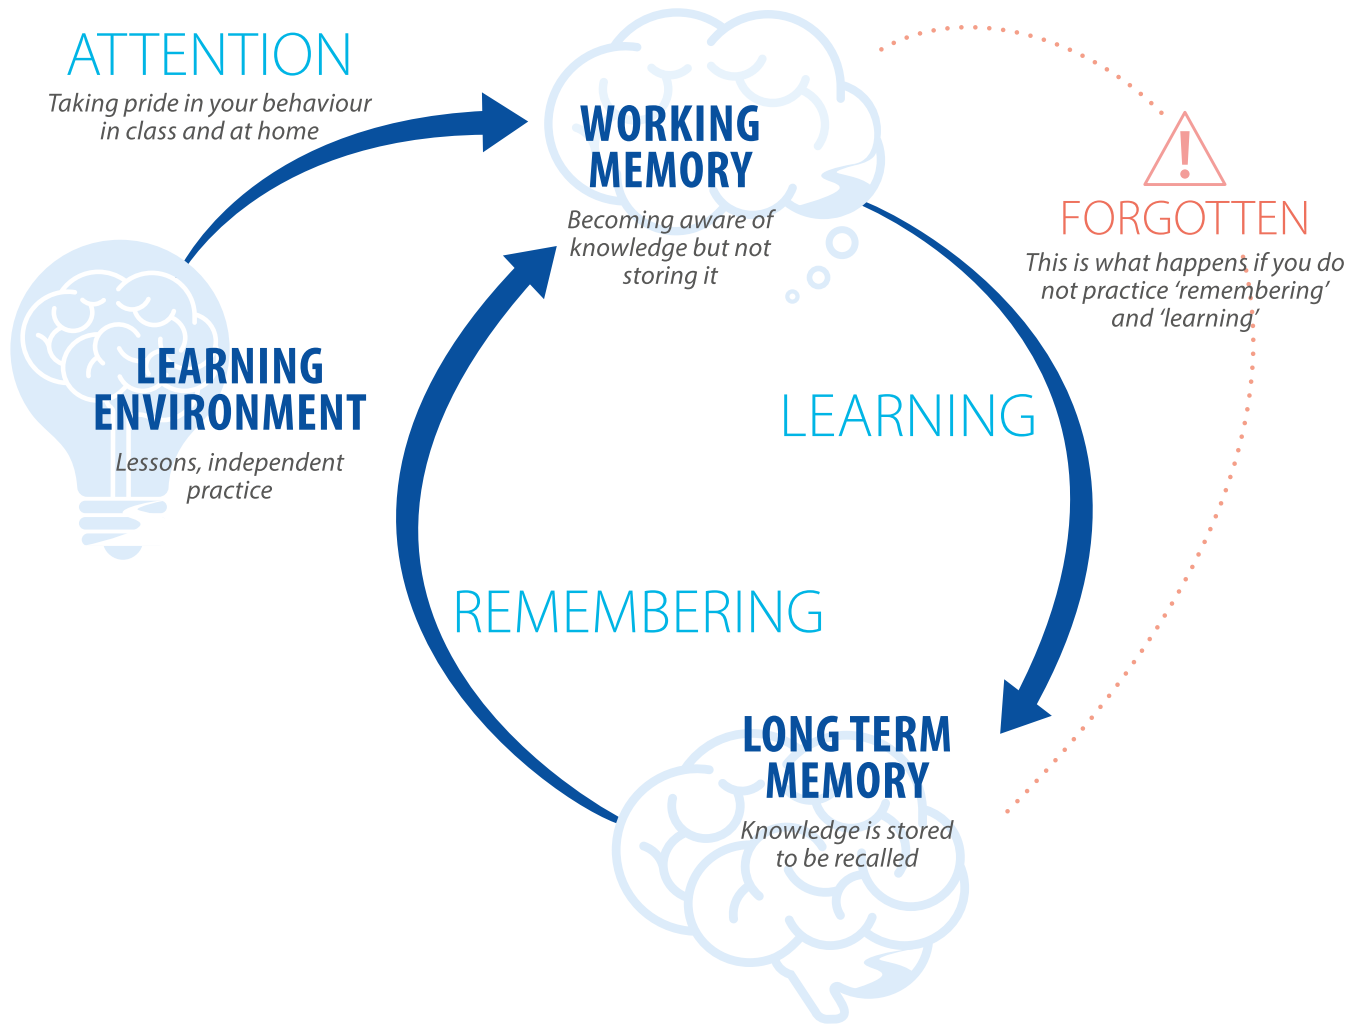 ATTENTION
Taking pride in your behaviour
in class and at home
WORKING
MEMORY
Becoming aware of
knowledge but not
storing it
!
FORGOTTEN
This is what happens if you do
not practice ‘remembering’
and ‘learning’
LEARNING
ENVIRONMENT
Lessons, independent
practice
LEARNING
REMEMBERING
LONG TERM
MEMORY
Knowledge is stored
to be recalled